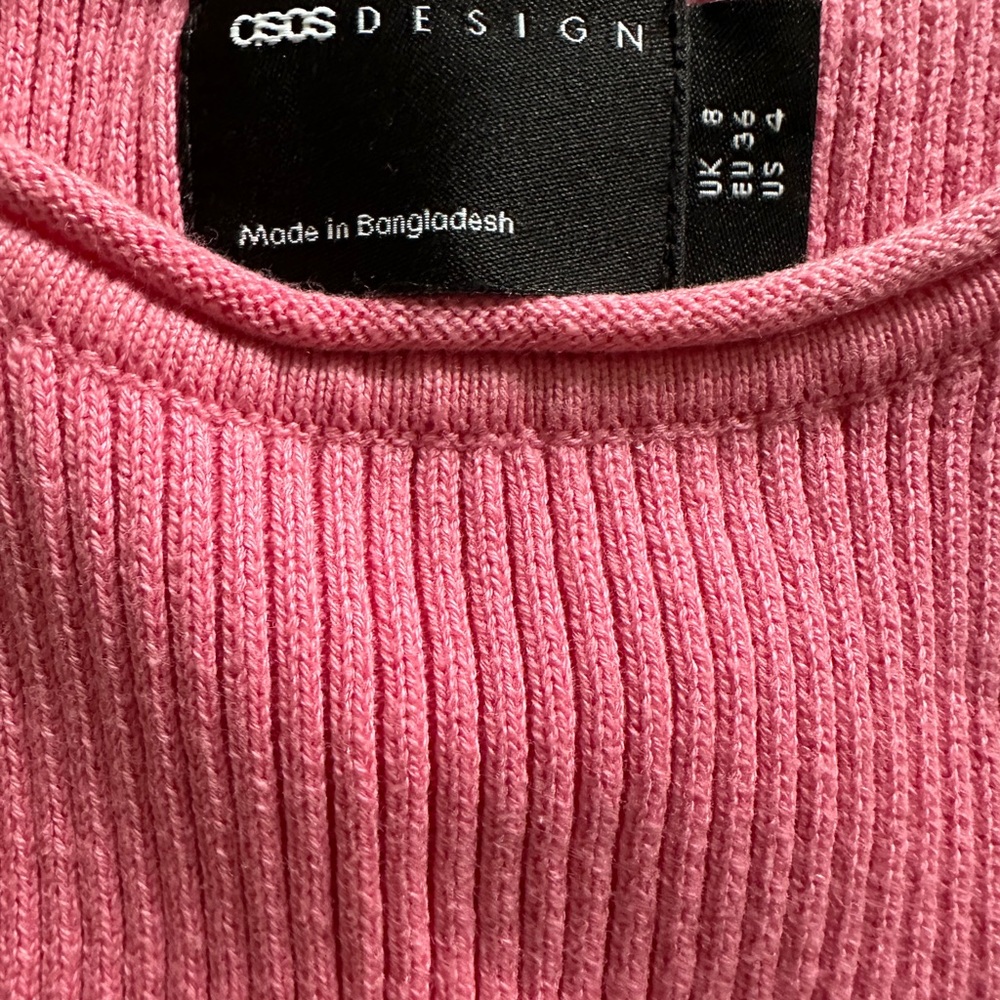 asos DESIGN
Made in Bangladesh
UK 8
EU 36
US 4